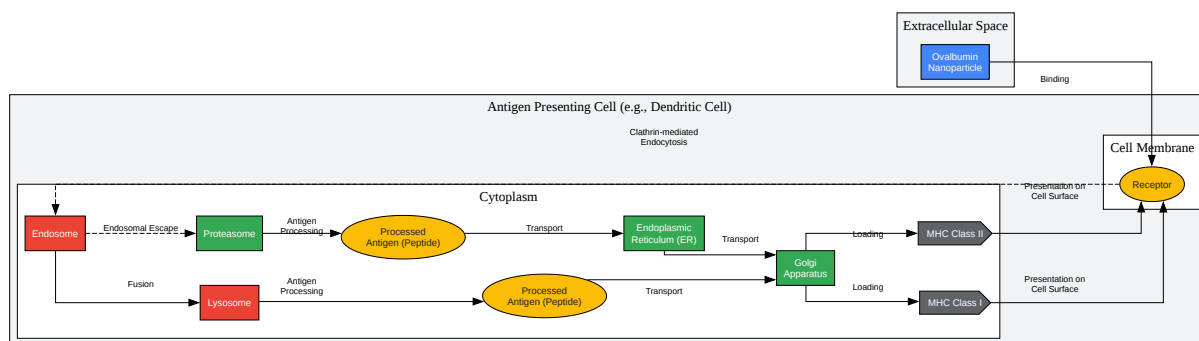 Extracellular Space
Ovalbumin
Nanoparticle
Binding
Antigen Presenting Cell (e.g., Dendritic Cell)
Clathrin-mediated
Endocytosis
Cell Membrane
Receptor
Presentation on
Cell Surface
Cytoplasm
Endosome
Endosomal Escape
Proteasome
Antigen
Processing
Processed
Antigen (Peptide)
Transport
Endoplasmic
Reticulum (ER)
Transport
Golgi
Apparatus
Loading
MHC Class II
Fusion
Lysosome
Antigen
Processing
Processed
Antigen (Peptide)
Transport
Loading
MHC Class I
Presentation on
Cell Surface